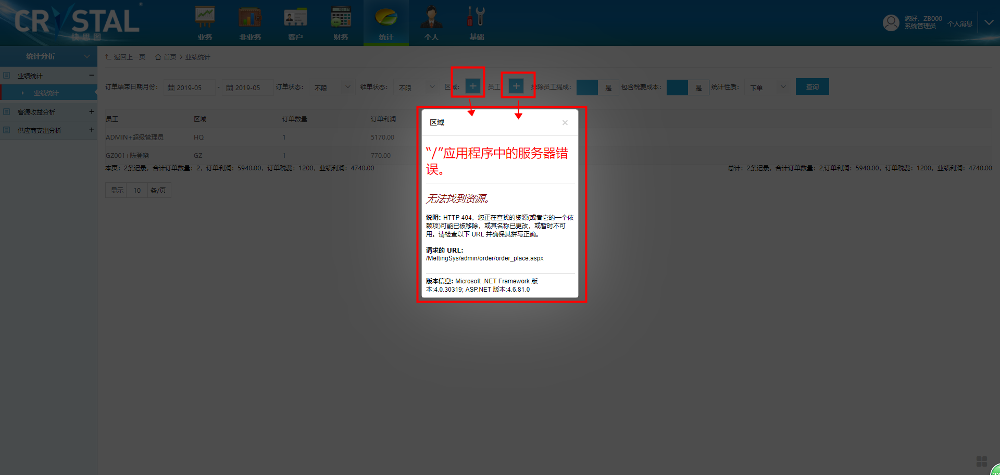 CRYSTAL®
快思图
业务
非业务
客户
财务
统计
个人
基础
您好，ZB000
系统管理员
个人消息
统计分析
业绩统计
业绩统计
客源收益分析
供应商支出分析
返回上一页 首页 业绩统计
订单结束日期月份： 2019-05 - 2019-05 订单状态： 不限 锁单状态： 不限 区域： + 员工 + 除员工提成： 是 包含税费成本： 是 统计性质： 下单 查询
员工 区域 订单数量 订单利润
ADMIN+超级管理员 HQ 1 5170.00
GZ001+陈登晓 GZ 1 770.00
本页：2条记录，合计订单数量：2，订单利润：5940.00，订单税费：1200，业绩利润：4740.00
总计：2条记录，合计订单数量：2,订单利润：5940.00，订单税费：1200，业绩利润：4740.00
显示 10 条/页
区域
“/”应用程序中的服务器错
误。
无法找到资源。
说明: HTTP 404。您正在查找的资源(或者它的一个依
赖项)可能已被移除，或其名称已更改，或暂时不可
用。请检查以下 URL 并确保其拼写正确。
请求的 URL:
/MettingSys/admin/order/order_place.aspx
版本信息: Microsoft .NET Framework 版
本:4.0.30319; ASP.NET 版本:4.6.81.0